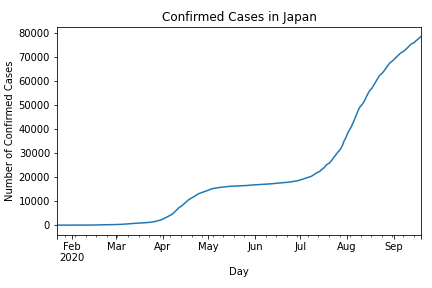 Confirmed Cases in Japan
Number of Confirmed Cases
80000
70000
60000
50000
40000
30000
20000
10000
0
Feb Mar Apr May Jun Jul Aug Sep
2020
Day